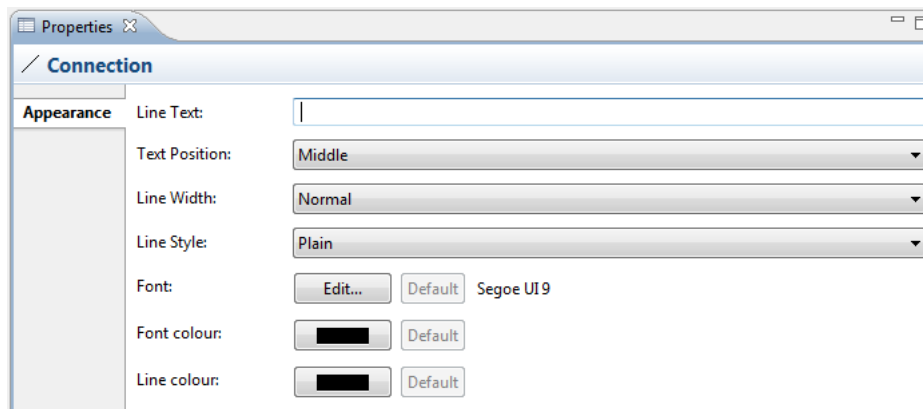 Properties
Connection
Appearance
Line Text:
Text Position: Middle
Line Width: Normal
Line Style: Plain
Font: Edit... Default Segoe UI 9
Font colour: Default
Line colour: Default